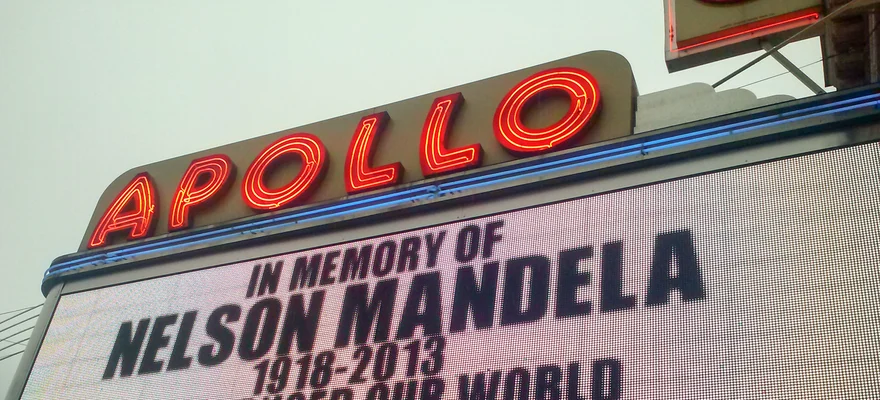 APOLLO
IN MEMORY OF
NELSON MANDELA
1918-2013
OUR WORLD